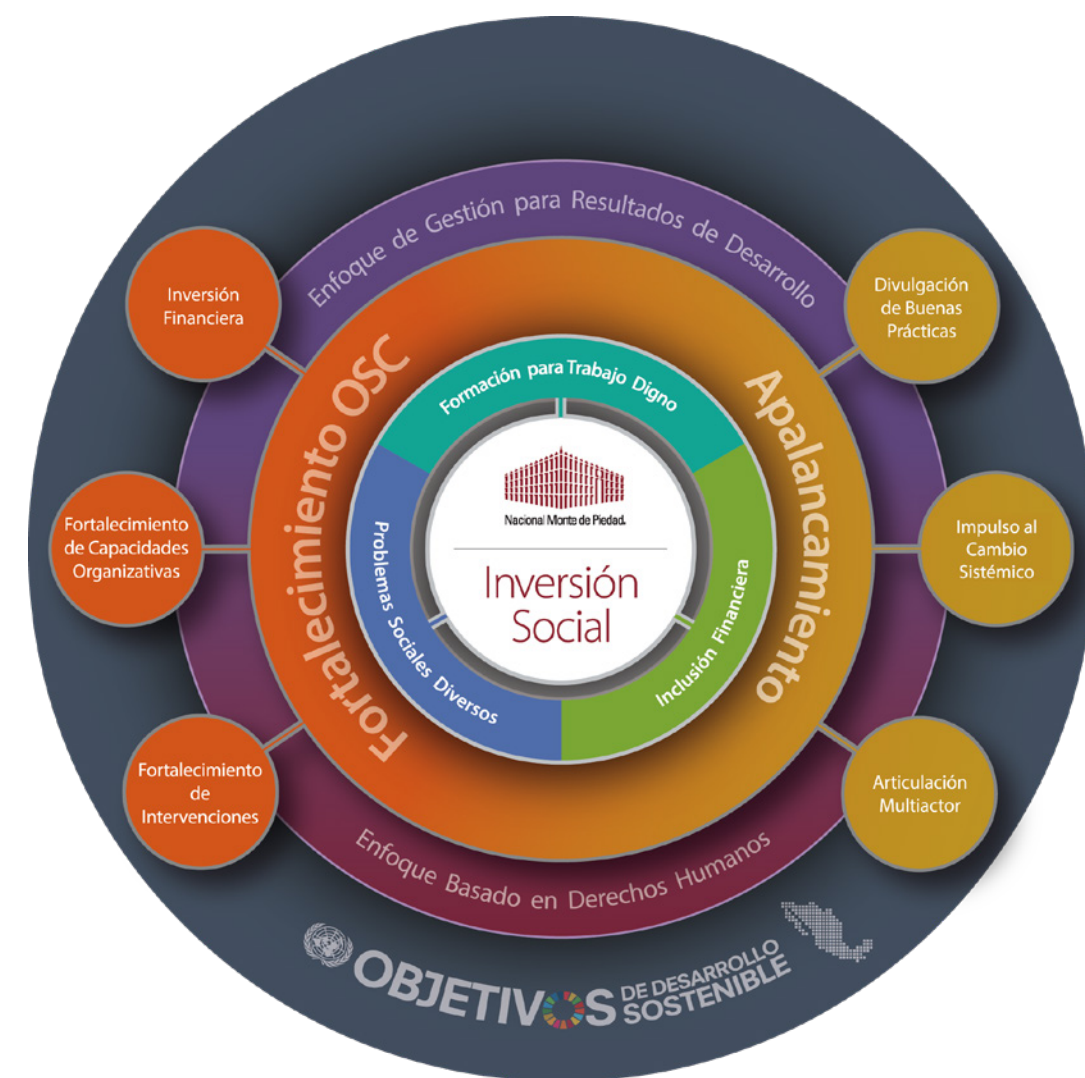 Enfoque de Gestión para Resultados de Desarrollo
Inversión
Financiera
Divulgación
de Buenas
Prácticas
Fortalecimiento OSC
Apalancamiento
Formación para Trabajo Digno
Nacional Monte de Piedad.
Inversión
Social
Problemas Sociales Diversos
Inclusión Financiera
Fortalecimiento
de Capacidades
Organizativas
Impulso al
Cambio
Sistémico
Fortalecimiento
de
Intervenciones
Articulación
Multiactor
Enfoque Basado en Derechos Humanos
OBJETIVOS DE DESARROLLO
SOSTENIBLE